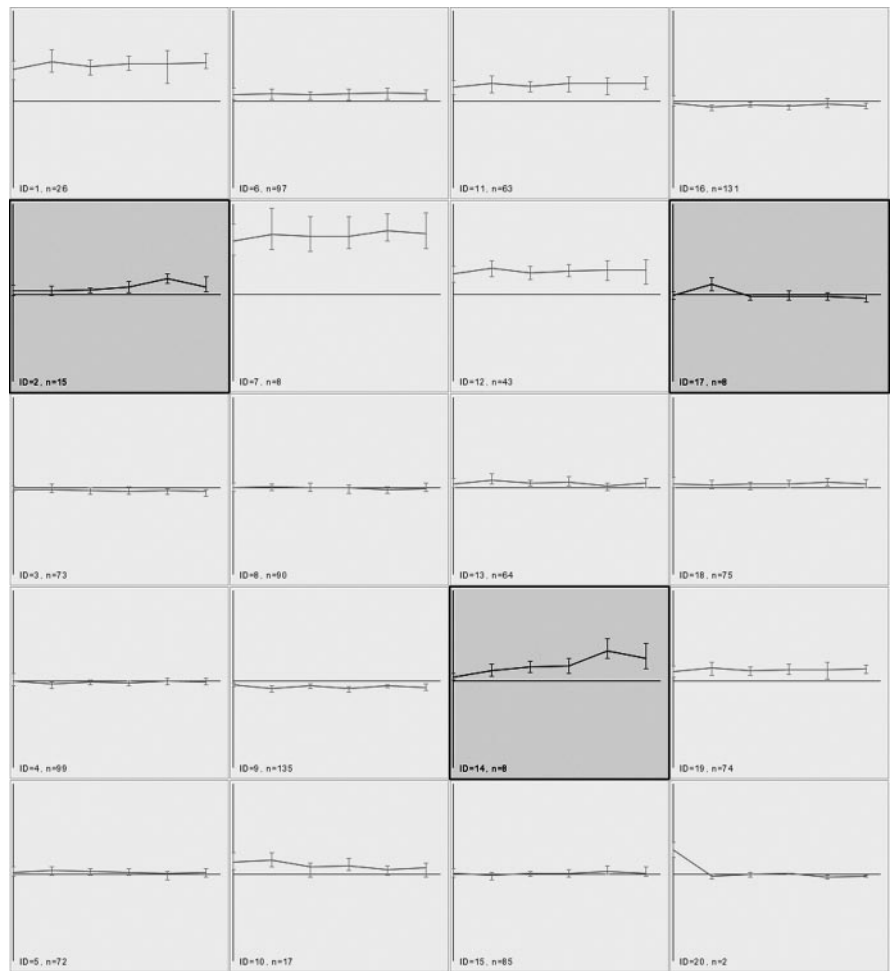 ID=1, n=26
ID=6, n=97
ID=11, n=63
ID=16, n=131
ID=2, n=15
ID=7, n=8
ID=12, n=43
ID=17, n=8
ID=3, n=73
ID=8, n=90
ID=13, n=64
ID=18, n=75
ID=4, n=99
ID=9, n=135
ID=14, n=8
ID=19, n=74
ID=5, n=72
ID=10, n=17
ID=15, n=85
ID=20, n=2